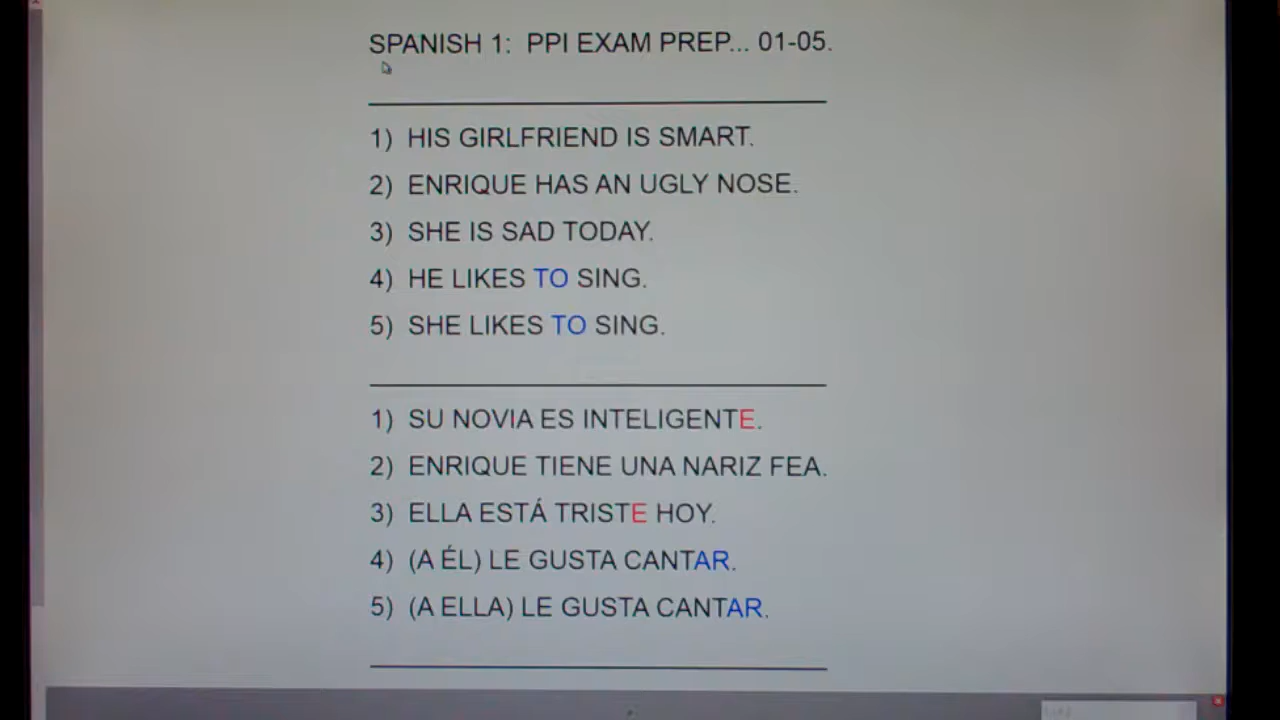 SPANISH 1: PPI EXAM PREP... 01-05.
1) HIS GIRLFRIEND IS SMART.
2) ENRIQUE HAS AN UGLY NOSE.
3) SHE IS SAD TODAY.
4) HE LIKES TO SING.
5) SHE LIKES TO SING.
1) SU NOVIA ES INTELIGENTE.
2) ENRIQUE TIENE UNA NARIZ FEA.
3) ELLA ESTÁ TRISTE HOY.
4) (A ÉL) LE GUSTA CANTAR.
5) (A ELLA) LE GUSTA CANTAR.